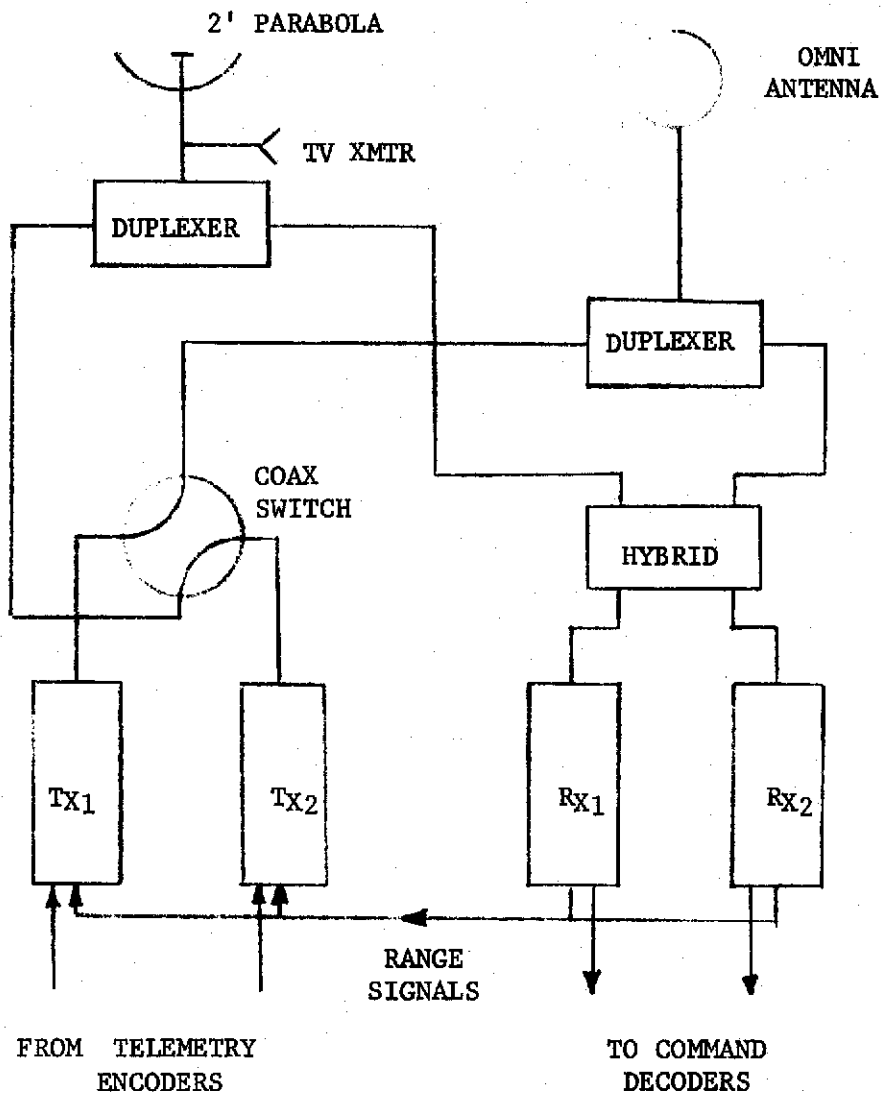 2' PARABOLA
OMNI
ANTENNA
TV XMTR
DUPLEXER
DUPLEXER
COAX
SWITCH
HYBRID
TX1
TX2
RX1
RX2
RANGE
SIGNALS
FROM TELEMETRY
ENCODERS
TO COMMAND
DECODERS